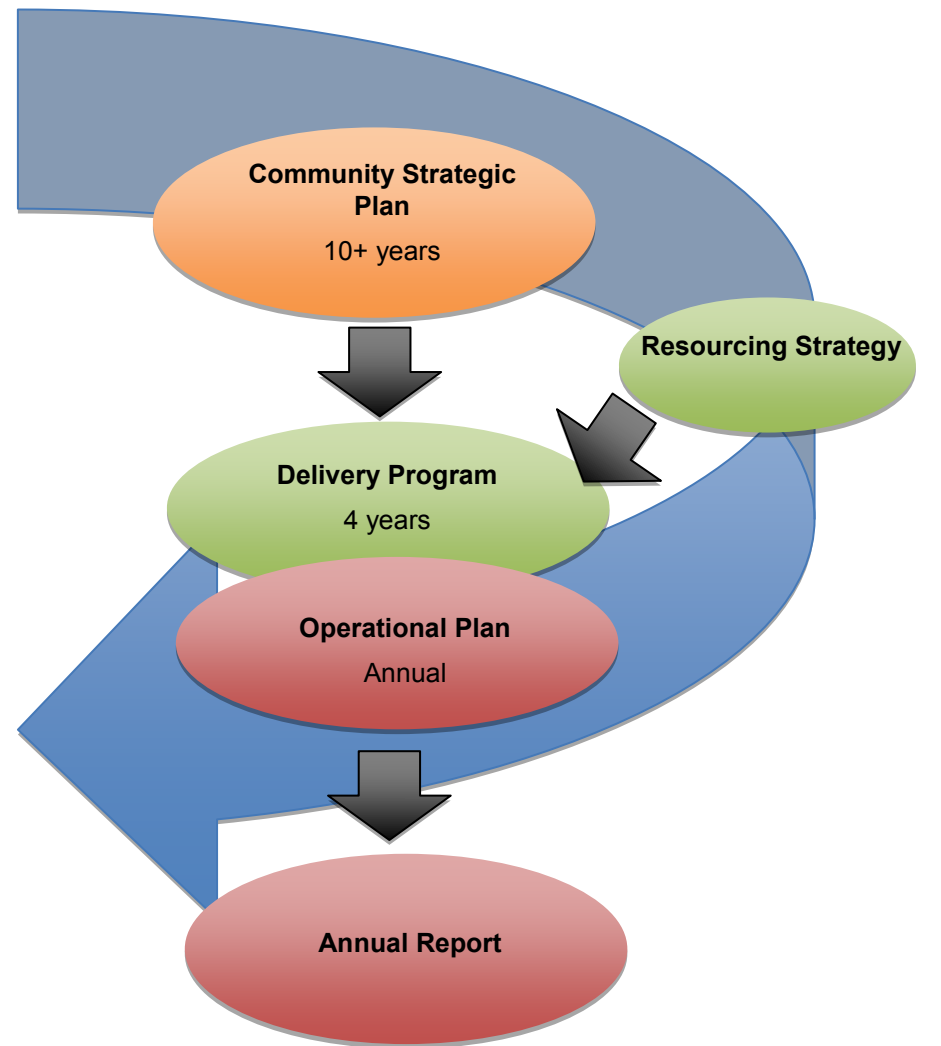 Community Strategic
Plan
10+ years
Resourcing Strategy
Delivery Program
4 years
Operational Plan
Annual
Annual Report